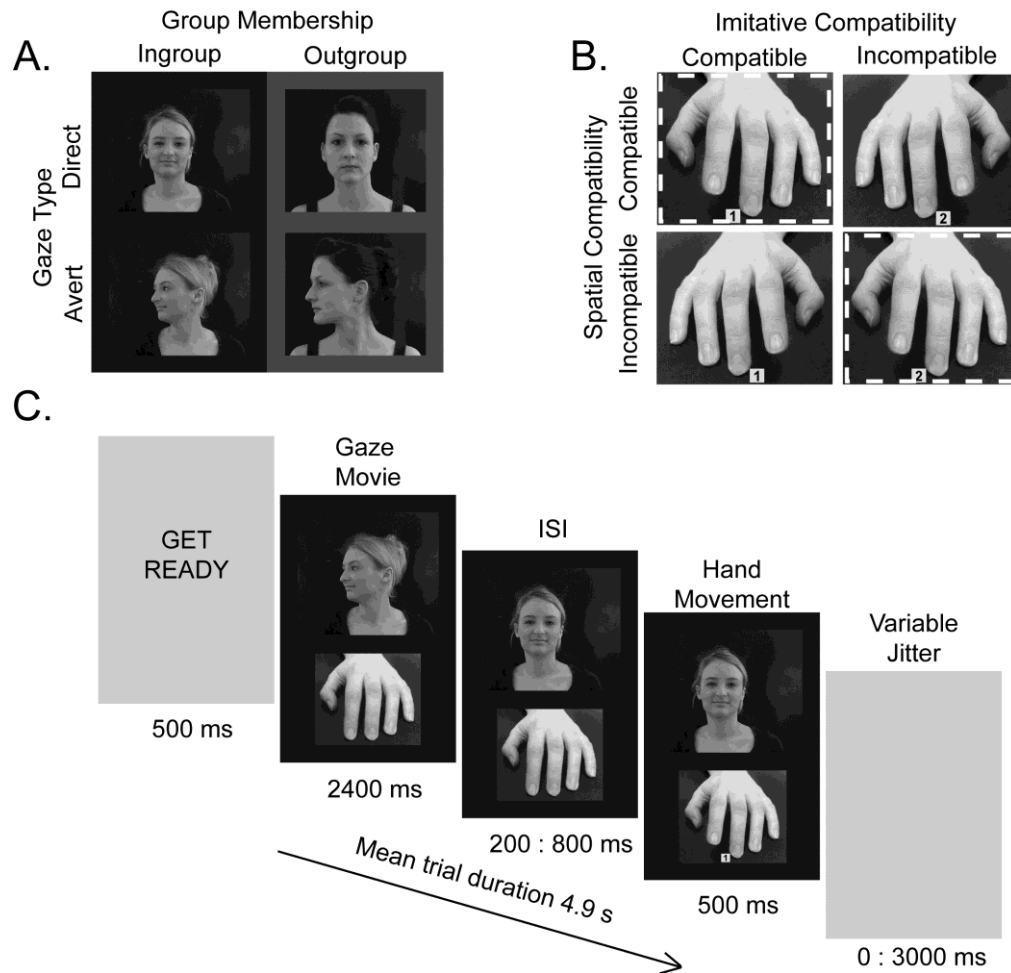 Group Membership
A.
Ingroup
Outgroup
Gaze Type
Direct
Avert
Imitative Compatibility
B.
Compatible
Incompatible
Spatial Compatibility
Compatible
Incompatible
1
2
1
2
C.
GET
READY
500 ms
Gaze
Movie
2400 ms
ISI
200 : 800 ms
Hand
Movement
1
500 ms
Variable
Jitter
0 : 3000 ms
Mean trial duration 4.9 s